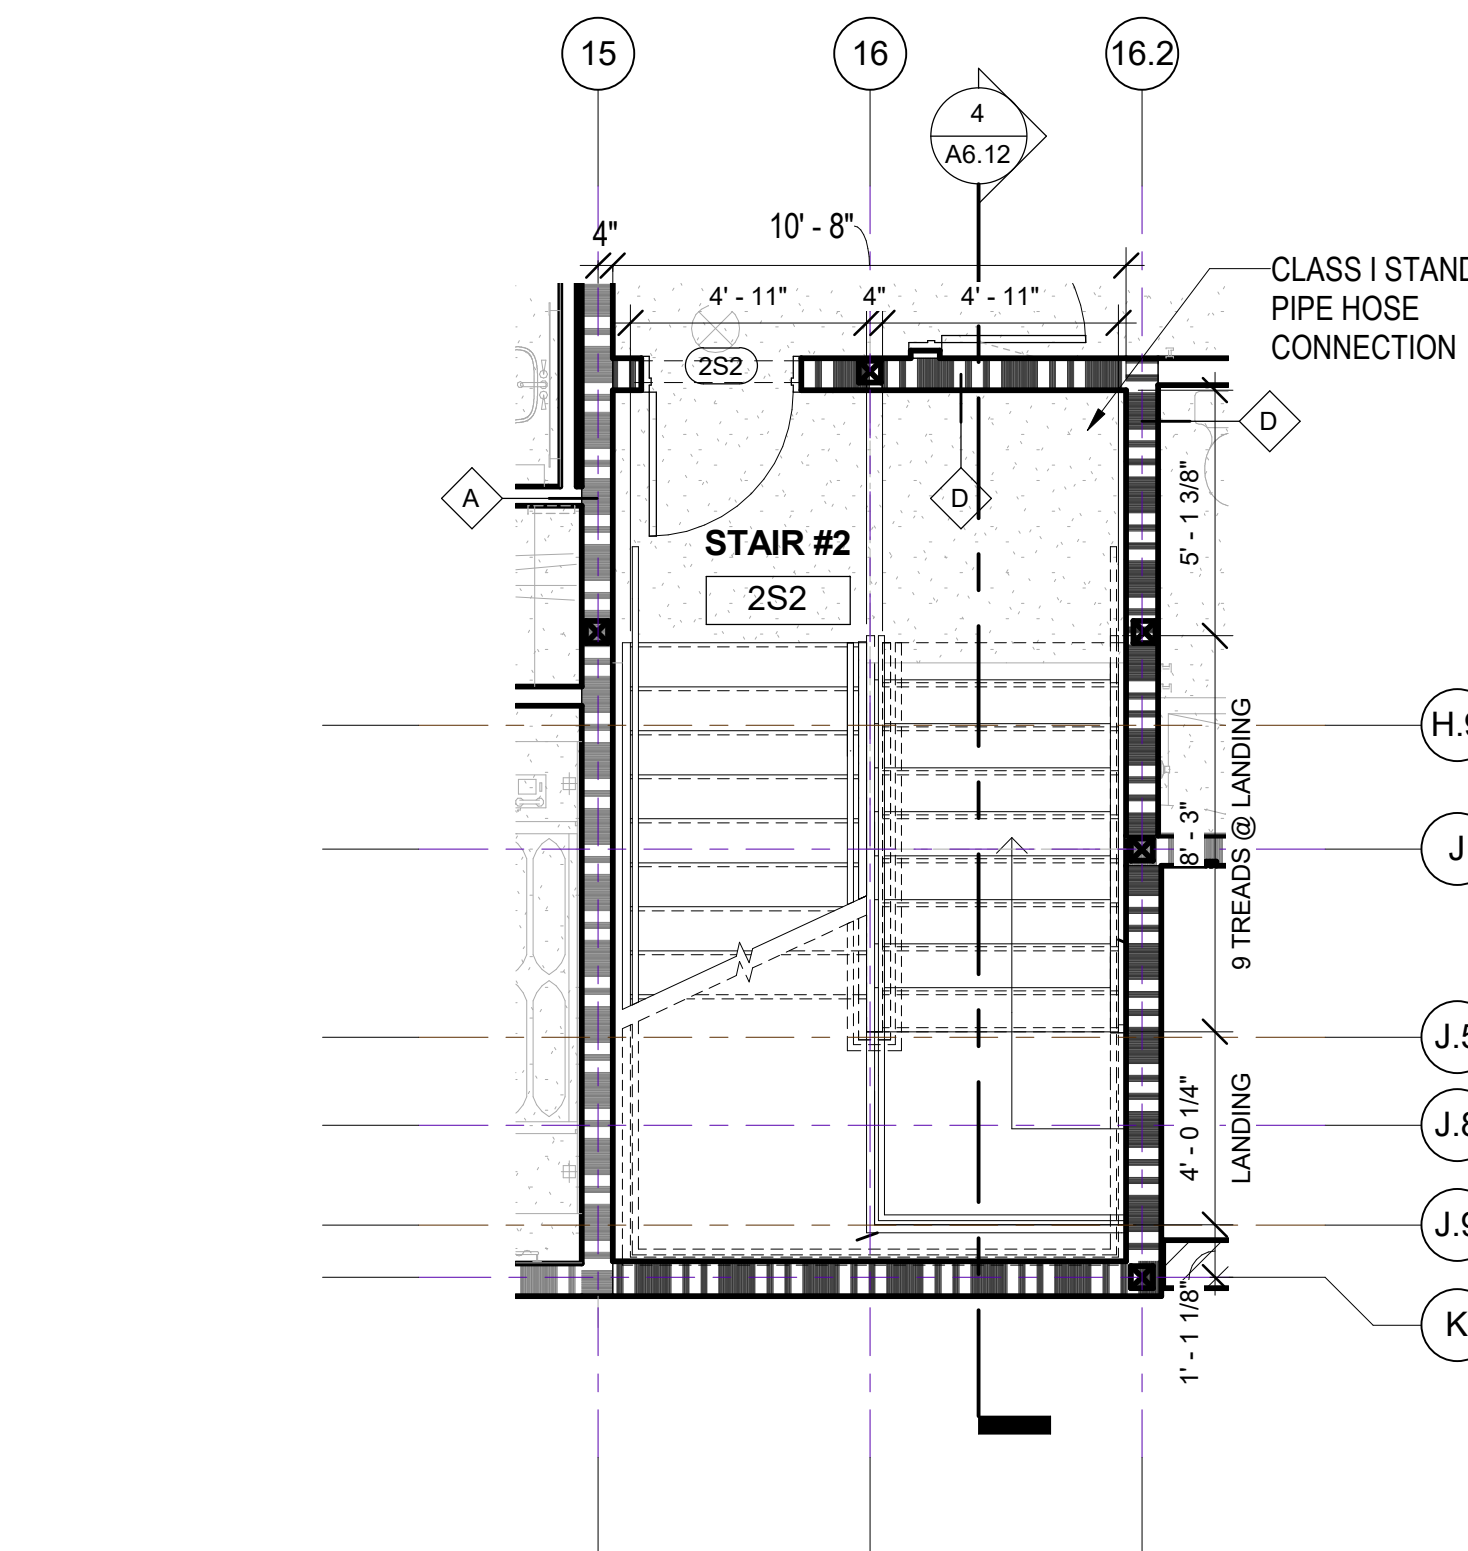 15
16
16.2
4
A6.12
4"
10' - 8"
4' - 11"
4"
4' - 11"
CLASS I STAND
PIPE HOSE
CONNECTION
2S2
D
A
D
5' - 1 3/8"
STAIR #2
2S2
H.9
8' - 3"
9 TREADS @ LANDING
J
J.5
4' - 0 1/4"
LANDING
J.8
J.9
K
1' - 1 1/8"